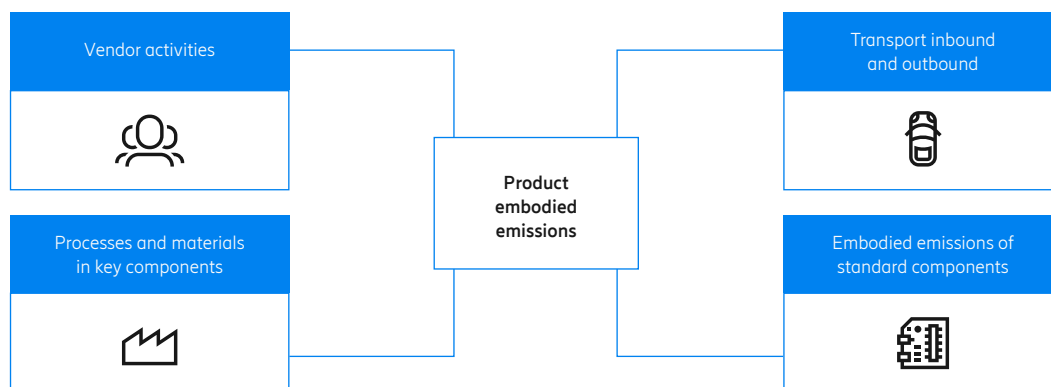 Vendor activities
Transport inbound
and outbound
Product
embodied
emissions
Processes and materials
in key components
Embodied emissions of
standard components